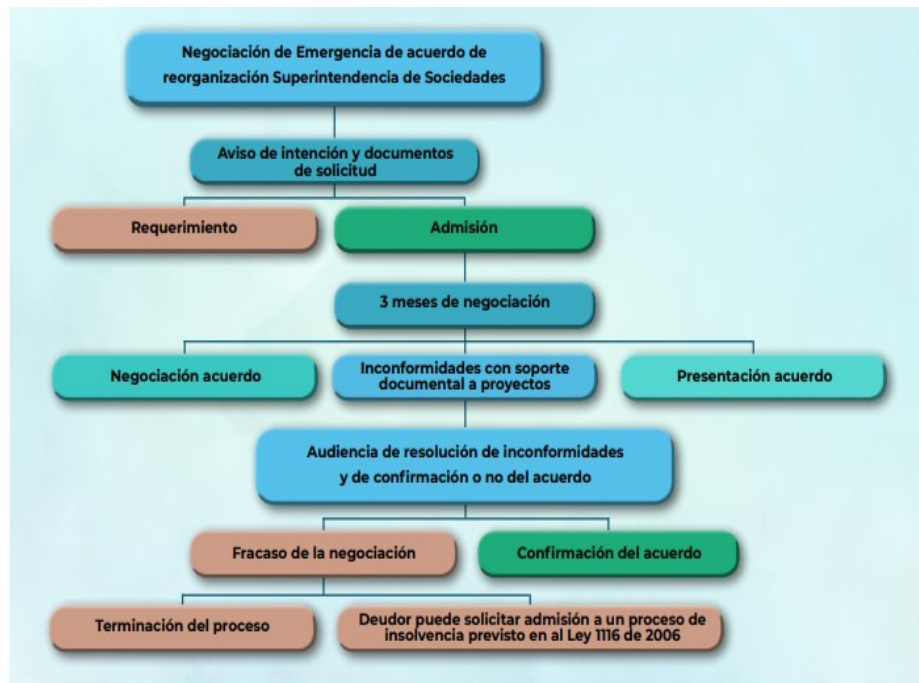 Negociación de Emergencia de acuerdo de
reorganización Superintendencia de Sociedades
Aviso de intención y documentos
de solicitud
Requerimiento
Admisión
3 meses de negociación
Negociación acuerdo
Inconformidades con soporte
documental a proyectos
Presentación acuerdo
Audiencia de resolución de inconformidades
y de confirmación o no del acuerdo
Fracaso de la negociación
Confirmación del acuerdo
Terminación del proceso
Deudor puede solicitar admisión a un proceso de
insolvencia previsto en al Ley 1116 de 2006